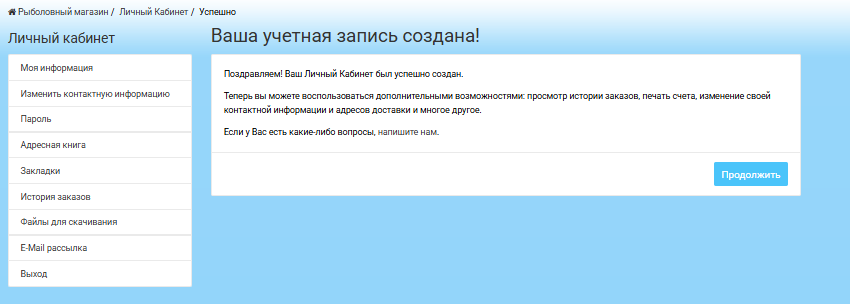 Рыболовный магазин / Личный Кабинет / Успешно
Личный кабинет
Моя информация
Изменить контактную информацию
Пароль
Адресная книга
Закладки
История заказов
Файлы для скачивания
E-Mail рассылка
Выход
Ваша учетная запись создана!
Поздравляем! Ваш Личный Кабинет был успешно создан.
Теперь вы можете воспользоваться дополнительными возможностями: просмотр истории заказов, печать счета, изменение своей
контактной информации и адресов доставки и многое другое.
Если у Вас есть какие-либо вопросы, напишите нам.
Продолжить